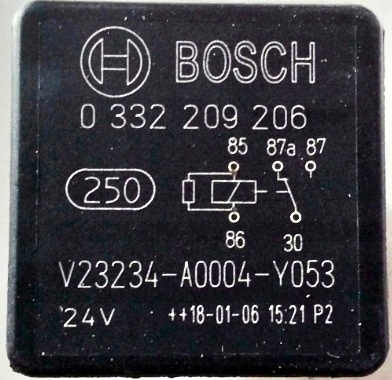 BOSCH
0 332 209 206
85 87a 87
250
86 30
V23234-A0004-Y053
24V ++18-01-06 15:21 P2